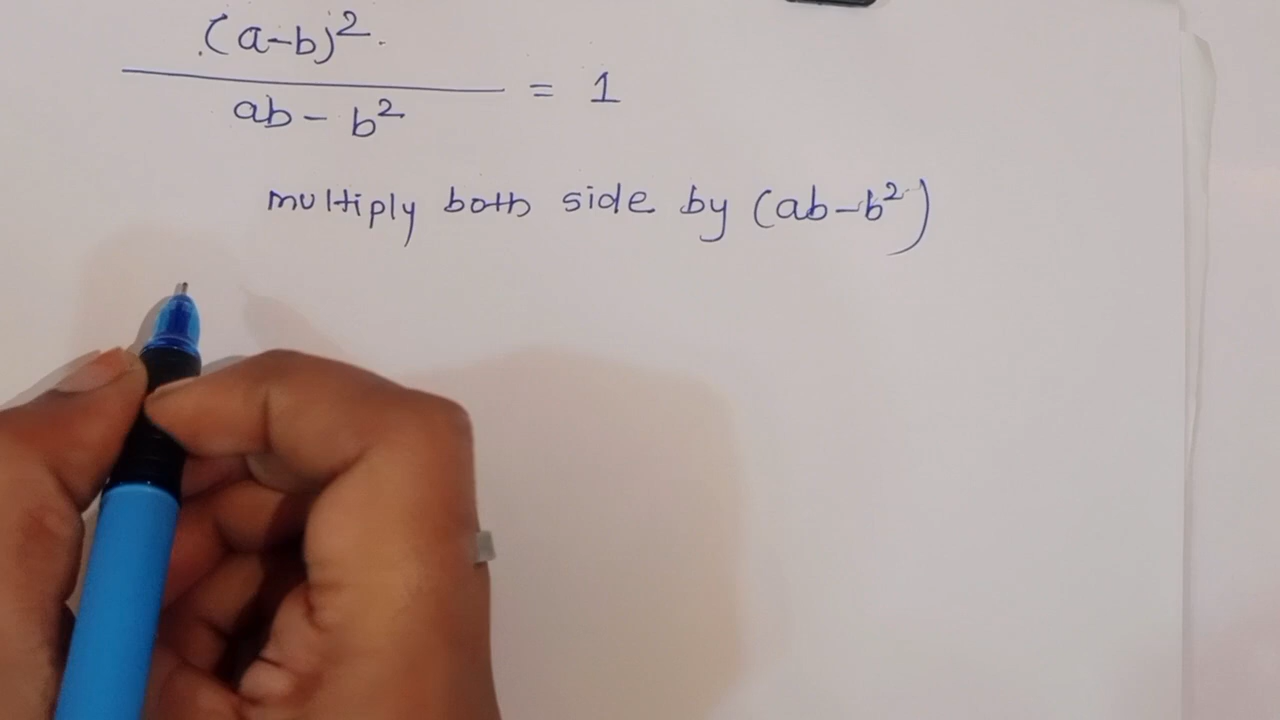 (a-b)²
ab - b² = 1
multiply both side by (ab-b²)